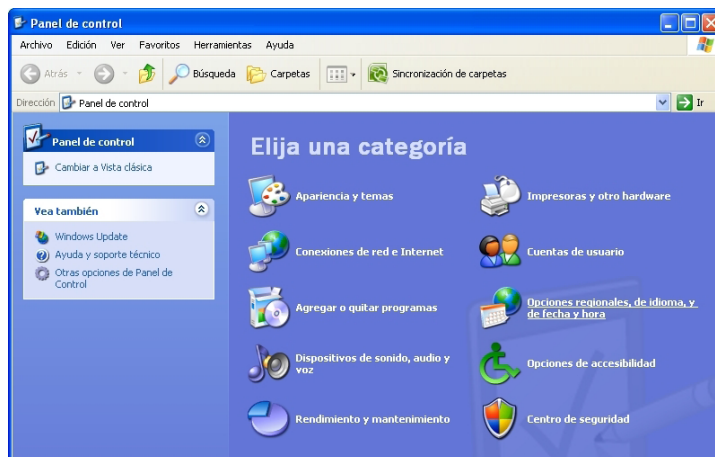 Panel de control
Archivo Edición Ver Favoritos Herramientas Ayuda
Atrás Búsqueda Carpetas Sincronización de carpetas
Dirección Panel de control Ir
Panel de control
Cambiar a Vista clásica
Vea también
Windows Update
Ayuda y soporte técnico
Otras opciones de Panel de
Control
Elija una categoría
Apariencia y temas
Impresoras y otro hardware
Conexiones de red e Internet
Cuentas de usuario
Agregar o quitar programas
Opciones regionales, de idioma, y
de fecha y hora
Dispositivos de sonido, audio y
voz
Opciones de accesibilidad
Rendimiento y mantenimiento
Centro de seguridad